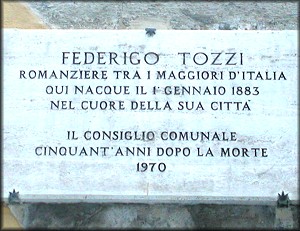 FEDERIGO TOZZI
ROMANZIERE TRA I MAGGIORI D'ITALIA
QUI NACQUE IL 1° GENNAIO 1883
NEL CUORE DELLA SUA CITTÀ
IL CONSIGLIO COMUNALE
CINQUANT'ANNI DOPO LA MORTE
1970